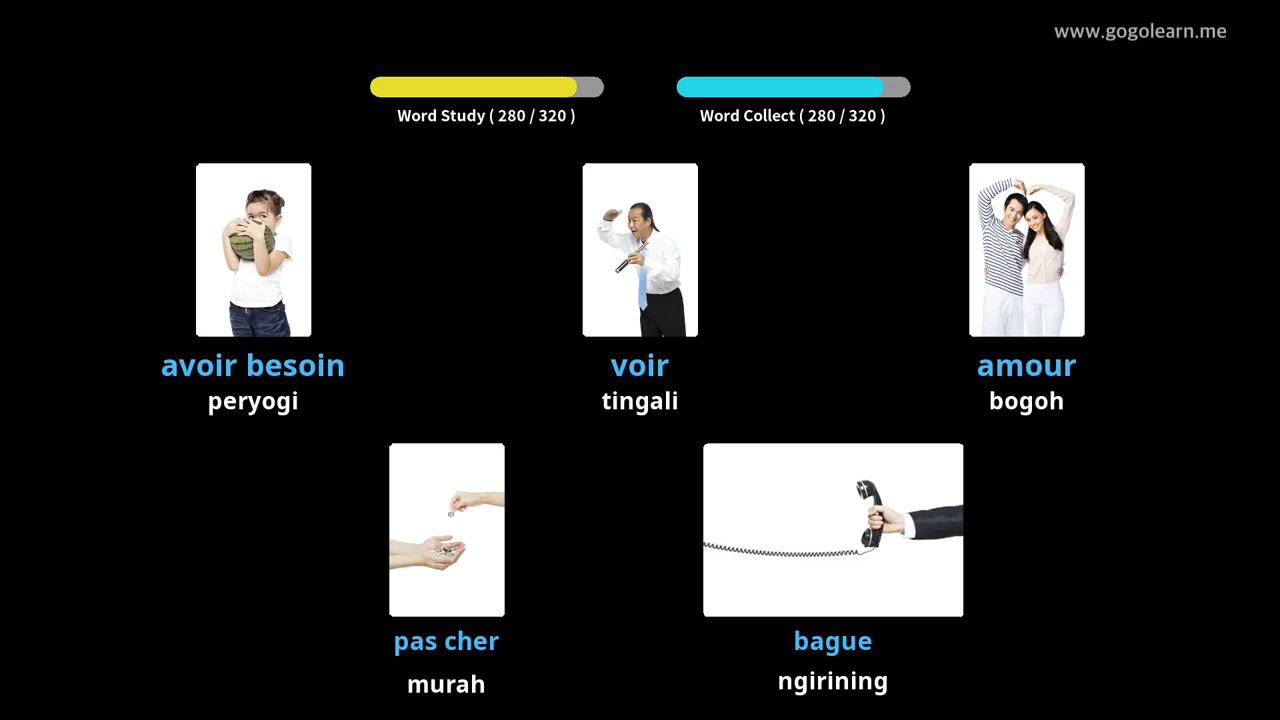 www.gogolearn.me
Word Study ( 280 / 320 )
Word Collect ( 280 / 320 )
avoir besoin
peryogi
voir
tingali
amour
bogoh
pas cher
murah
bague
ngirining